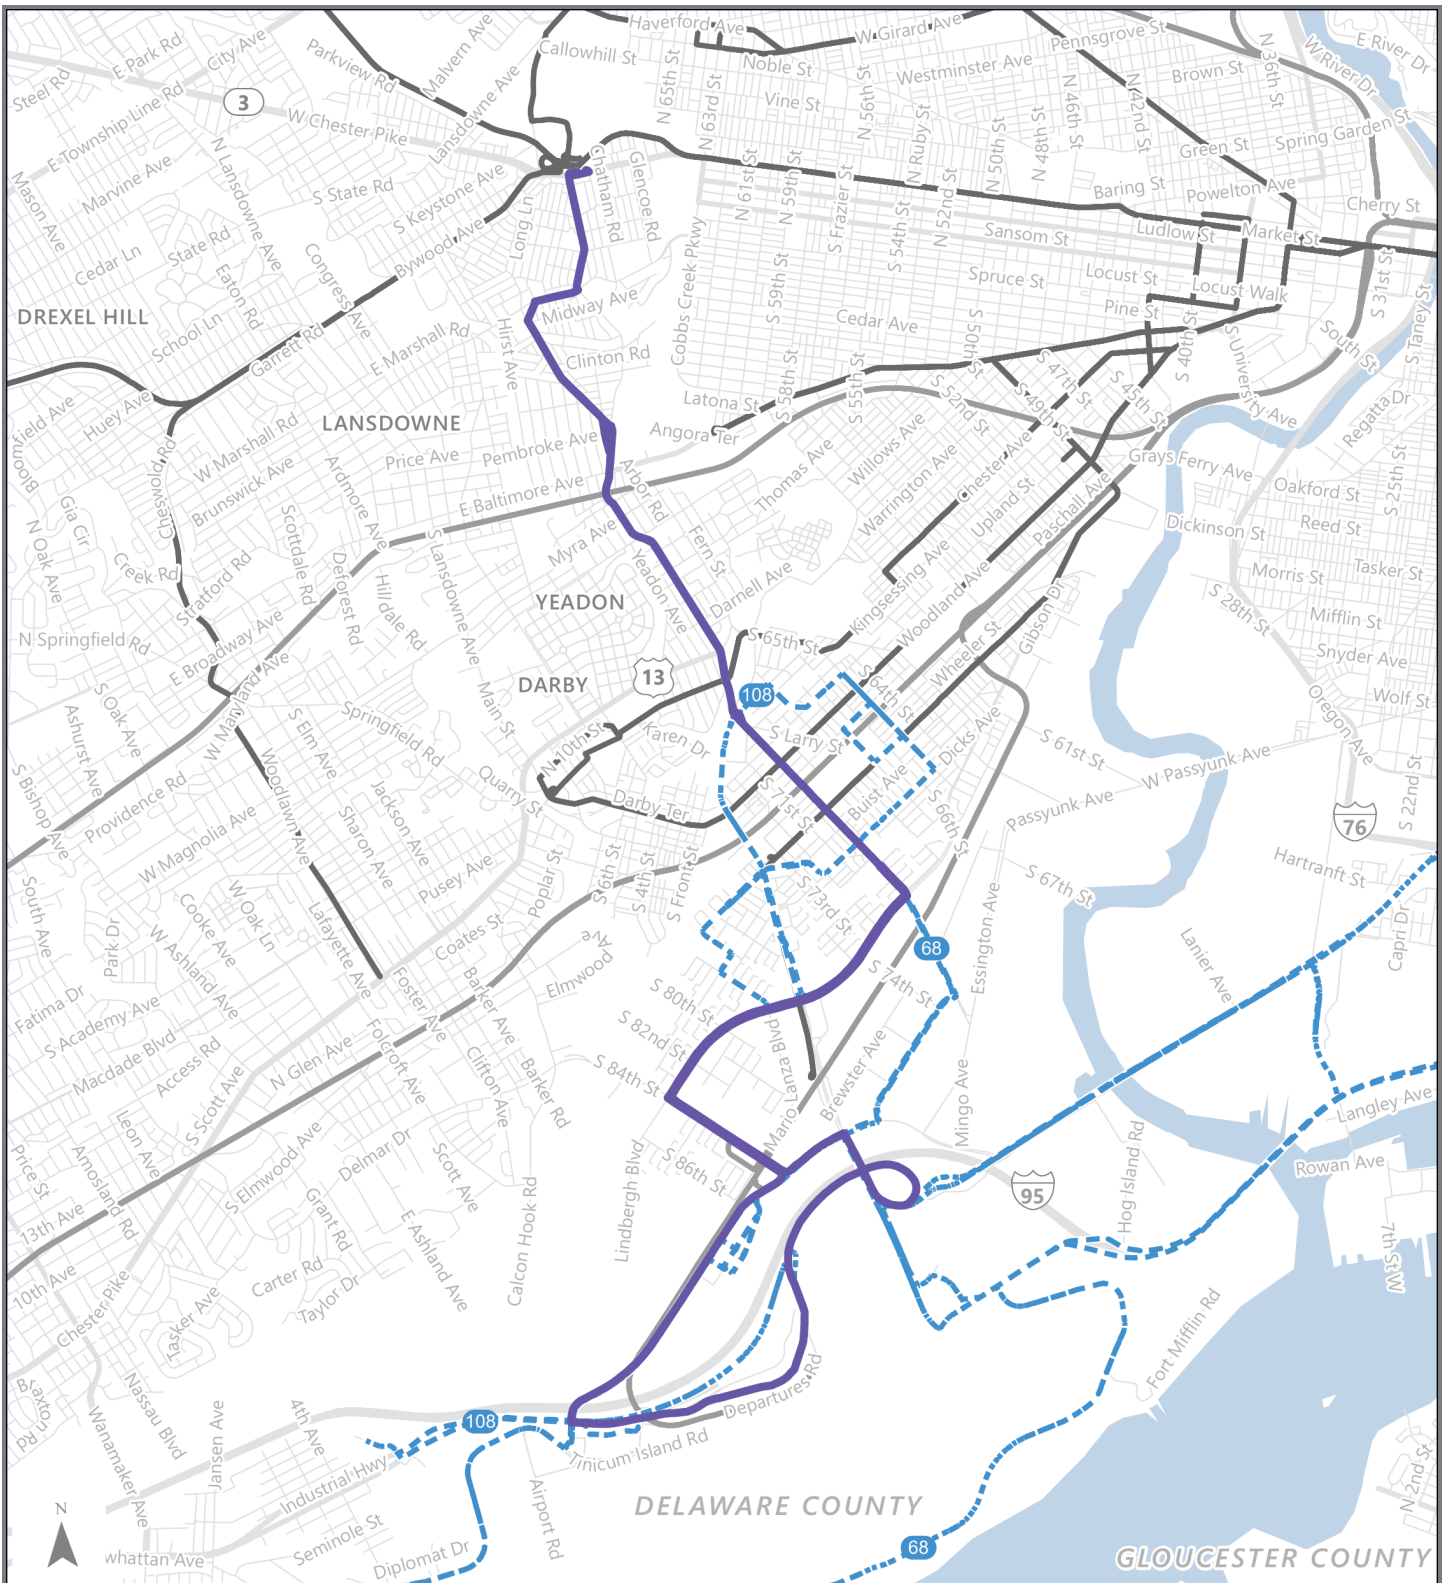 Haverford Ave
W Girard Ave
Pennsgrove St
E River Dr
W River Dr
N 36th St
E Park Rd
City Ave
Parkview Rd
Malvern Ave
Callowhill St
Noble St
Westminster Ave
Brown St
Steel Rd
3
Lansdowne Ave
N 65th St
N 63rd St
Vine St
N 56th St
N 46th St
N 42nd St
E Township Line Rd
W Chester Pike
N Ruby St
N 50th St
N 48th St
Green St
Spring Garden St
Marvine Ave
N Lansdowne Ave
S State Rd
S Keystone Ave
Chatham Rd
Glencoe Rd
N 61st St
N 59th St
S Frazier St
S 54th St
N 52nd St
Baring St
Powelton Ave
Cherry St
Mason Ave
Cedar Ln
State Rd
Long Ln
Bywood Ave
Sansom St
Ludlow St
Market St
Congress Ave
Eaton Rd
Cobbs Creek Pkwy
S 59th St
Spruce St
Locust St
Locust Walk
S 31st St
DREXEL HILL
School Ln
Midway Ave
Cedar Ave
S 50th St
Pine St
S 40th St
S Taney St
Garrett Rd
E Marshall Rd
Hirst Ave
Clinton Rd
S 58th St
S 55th St
S 52nd St
S 47th St
S 45th St
S University Ave
South St
Huey Ave
LANSDOWNE
Latona St
S 49th St
Regatta Dr
W Marshall Rd
Price Ave
Pembroke Ave
Angora Ter
Willows Ave
Chester Ave
Grays Ferry Ave
Cheswold Rd
Brunswick Ave
Ardmore Ave
E Baltimore Ave
Arbor Rd
Thomas Ave
Warrington Ave
Upland St
Paschall Ave
Oakford St
S 25th St
Gia Cir
N Oak Ave
Creek Rd
Scottdale Rd
Deforest Rd
S Lansdowne Ave
Myra Ave
Fern St
Dickinson St
Reed St
Stratford Rd
Hill dale Rd
YEADON
Yeadon Ave
Darnell Ave
Kingsessing Ave
Woodland Ave
Gibson Dr
Morris St
Tasker St
S 28th St
Mifflin St
N Springfield Rd
E Broadway Ave
S 65th St
Wheeler St
Snyder Ave
W Maryland Ave
Main St
DARBY
13
108
S 64th St
Wolf St
Oregon Ave
S Oak Ave
Ashurst Ave
S Elm Ave
Springfield Rd
N 10th St
Karen Dr
S Larry St
Dicks Ave
S 61st St
W Passyunk Ave
S 22nd St
S Bishop Ave
Providence Rd
Woodlawn Ave
Jackson Ave
Quarry St
Darby Ter
S 71st St
Buist Ave
S 66th St
Passyunk Ave
76
W Magnolia Ave
Sharon Ave
Pusey Ave
Poplar St
S 6th St
S 4th St
S Front St
S 73rd St
S 67th St
Hartranft St
South Ave
Park Dr
Cooke Ave
W Oak Ln
Lafayette Ave
Coates St
Elmwood Ave
68
Essington Ave
Lanier Ave
Capri Dr
Fatima Dr
W Ashland Ave
S Academy Ave
Foster Ave
Barker Ave
S 80th St
S 74th St
Macdade Blvd
Access Rd
N Glen Ave
Folcroft Ave
Clifton Ave
Barker Rd
S 82nd St
S 84th St
Mario Lanza Blvd
Brewster Ave
Mingo Ave
Langley Ave
S Scott Ave
Leon Ave
Amosland Rd
Price St
S Elmwood Ave
Delmar Dr
Scott Ave
Lindbergh Blvd
S 86th St
95
Hog Island Rd
Rowan Ave
13th Ave
Grant Rd
E Ashland Ave
Calcon Hook Rd
7th St W
10th Ave
Carter Rd
Taylor Dr
Chester Pike
Tasker Ave
Fort Mifflin Rd
Departures Rd
Nassau Blvd
Wanamaker Ave
Jansen Ave
4th Ave
108
Tinicum Island Rd
Industrial Hwy
Airport Rd
N 2nd St
N
DELAWARE COUNTY
Seminole St
Diplomat Dr
68
GLOUCESTER COUNTY
whattan Ave